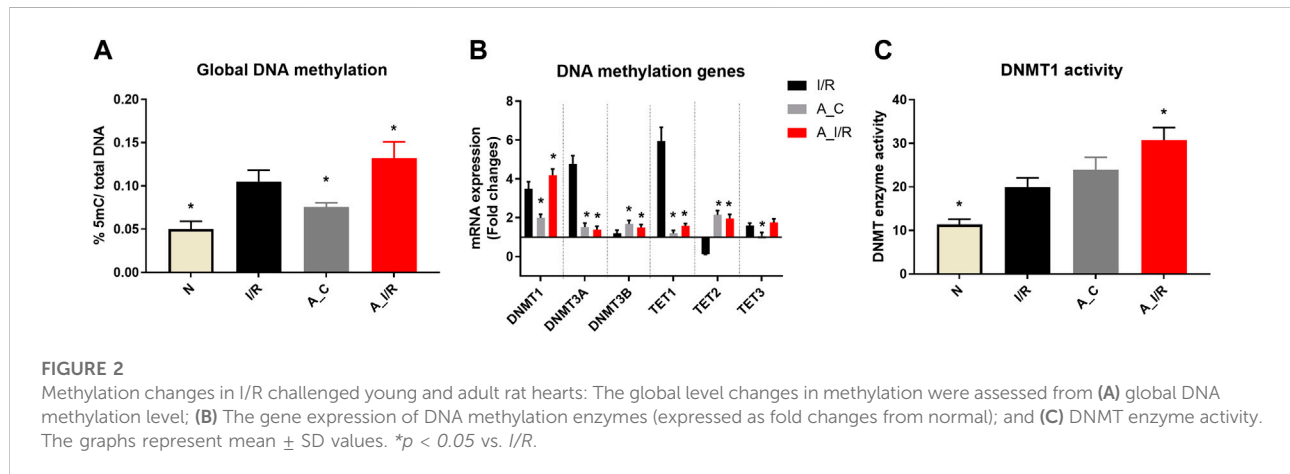 A
Global DNA methylation
% 5mC/ total DNA
0.20
0.15
0.10
0.05
0.00
*
*
*
N
I/R
A_C
A_I/R
B
DNA methylation genes
mRNA expression
(Fold changes)
8
6
4
2
0
*
*
* *
* *
* *
* *
*
DNMT1
DNMT3A
DNMT3B
TET1
TET2
TET3
I/R
A_C
A_I/R
C
DNMT1 activity
DNMT enzyme activity
40
30
20
10
0
*
*
N
I/R
A_C
A_I/R
FIGURE 2
Methylation changes in I/R challenged young and adult rat hearts: The global level changes in methylation were assessed from (A) global DNA
methylation level; (B) The gene expression of DNA methylation enzymes (expressed as fold changes from normal); and (C) DNMT enzyme activity.
The graphs represent mean ± SD values. *p < 0.05 vs. I/R.